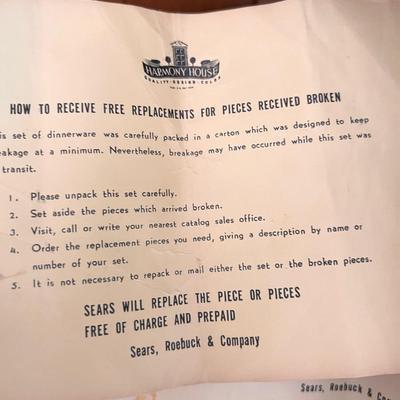 HARMONY HOUSE
QUALITY • DESIGN • COLOR
HOW TO RECEIVE FREE REPLACEMENTS FOR PIECES RECEIVED BROKEN
is set of dinnerware was carefully packed in a carton which was designed to keep
eakage at a minimum. Nevertheless, breakage may have occurred while this set was
transit.
1. Please unpack this set carefully.
2. Set aside the pieces which arrived broken.
3. Visit, call or write your nearest catalog sales office.
4. Order the replacement pieces you need, giving a description by name or
number of your set.
5. It is not necessary to repack or mail either the set or the broken pieces.
SEARS WILL REPLACE THE PIECE OR PIECES
FREE OF CHARGE AND PREPAID
Sears, Roebuck & Company
Sears, Roebuck & Co